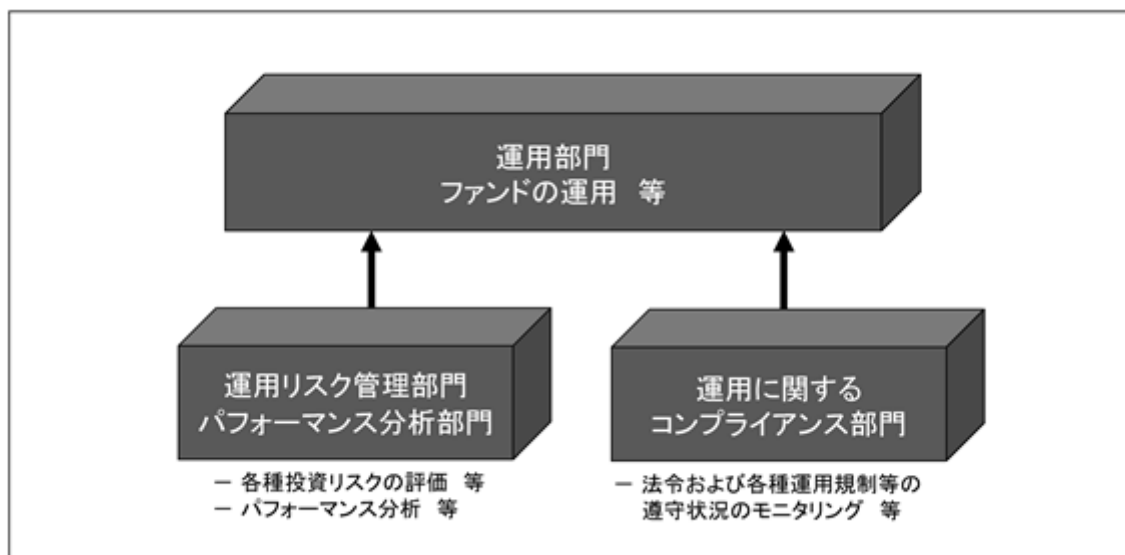 運用部門
ファンドの運用 等
運用リスク管理部門
パフォーマンス分析部門
運用に関する
コンプライアンス部門
－ 各種投資リスクの評価 等
－ パフォーマンス分析 等
－ 法令および各種運用規制等の
遵守状況のモニタリング 等